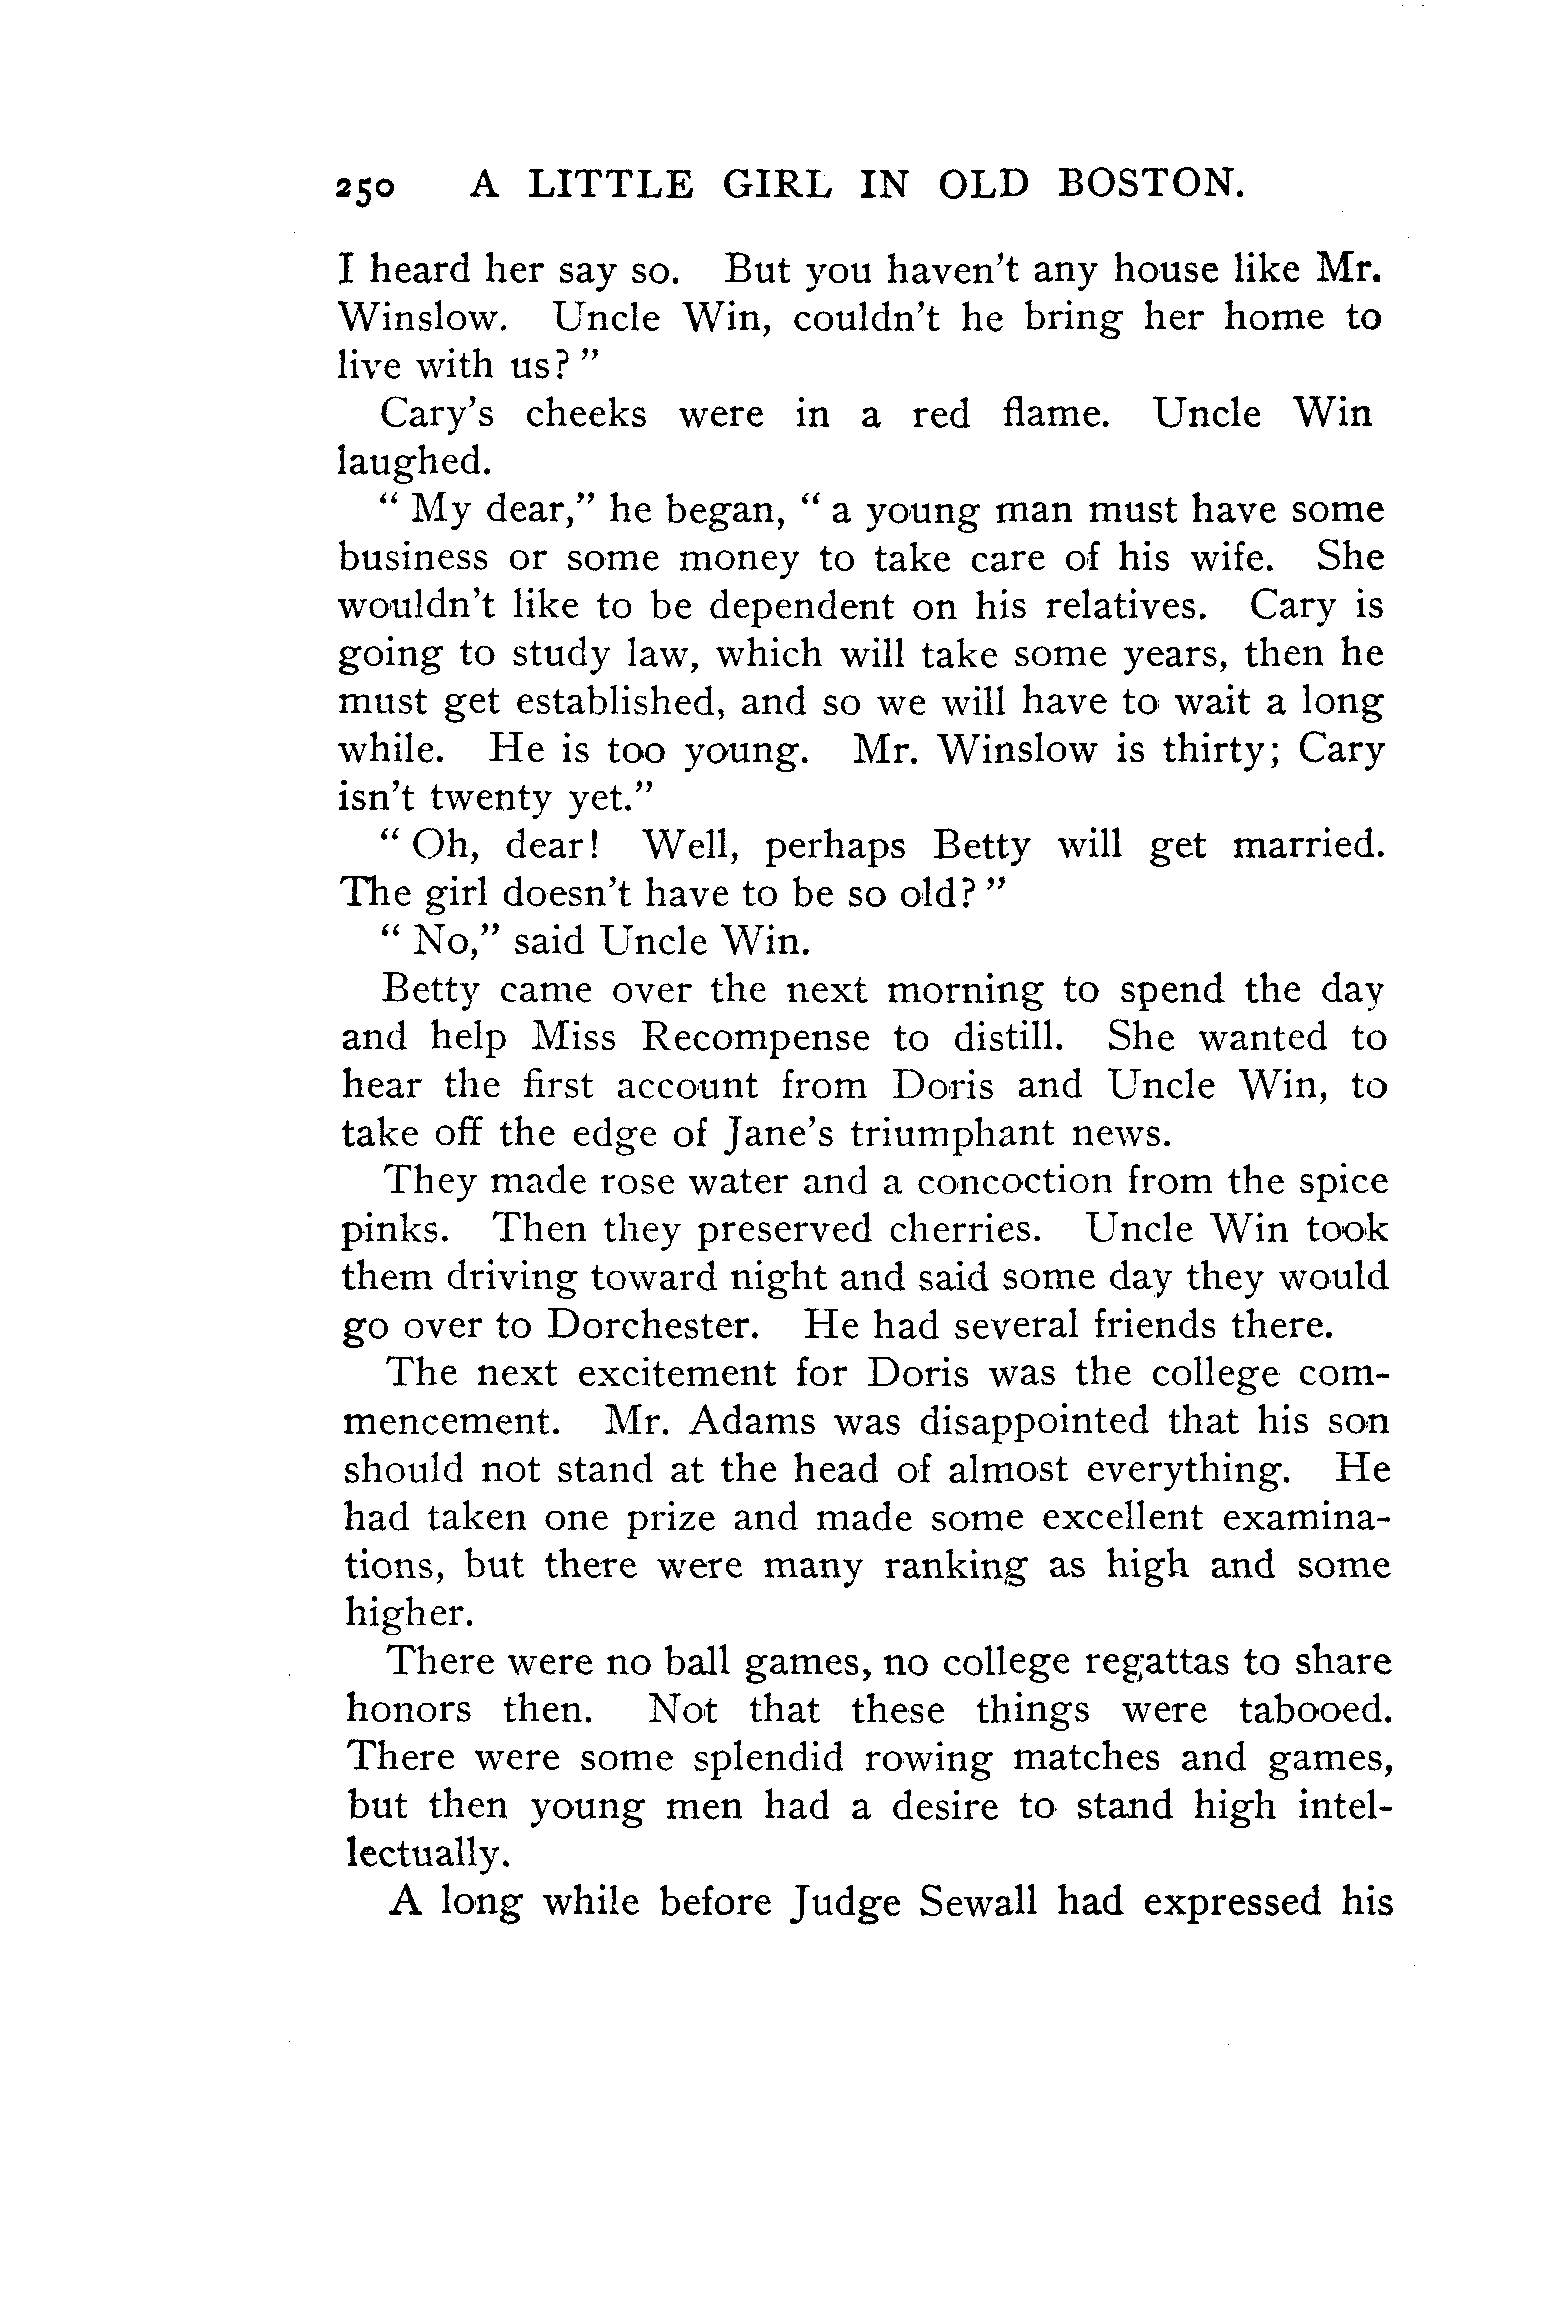 250 A LITTLE GIRL IN OLD BOSTON.
I heard her say so. But you haven't any house like Mr.
Winslow. Uncle Win, couldn't he bring her home to
live with us?"
Cary's cheeks were in a red flame. Uncle Win
laughed.
"My dear," he began, "a young man must have some
business or some money to take care of his wife. She
wouldn't like to be dependent on his relatives. Cary is
going to study law, which will take some years, then he
must get established, and so we will have to wait a long
while. He is too young. Mr. Winslow is thirty; Cary
isn't twenty yet."
"Oh, dear! Well, perhaps Betty will get married.
The girl doesn't have to be so old?"
"No," said Uncle Win.
Betty came over the next morning to spend the day
and help Miss Recompense to distill. She wanted to
hear the first account from Doris and Uncle Win, to
take off the edge of Jane's triumphant news.
They made rose water and a concoction from the spice
pinks. Then they preserved cherries. Uncle Win took
them driving toward night and said some day they would
go over to Dorchester. He had several friends there.
The next excitement for Doris was the college com-
mencement. Mr. Adams was disappointed that his son
should not stand at the head of almost everything. He
had taken one prize and made some excellent examina-
tions, but there were many ranking as high and some
higher.
There were no ball games, no college regattas to share
honors then. Not that these things were tabooed.
There were some splendid rowing matches and games,
but then young men had a desire to stand high intel-
lectually.
A long while before Judge Sewall had expressed his